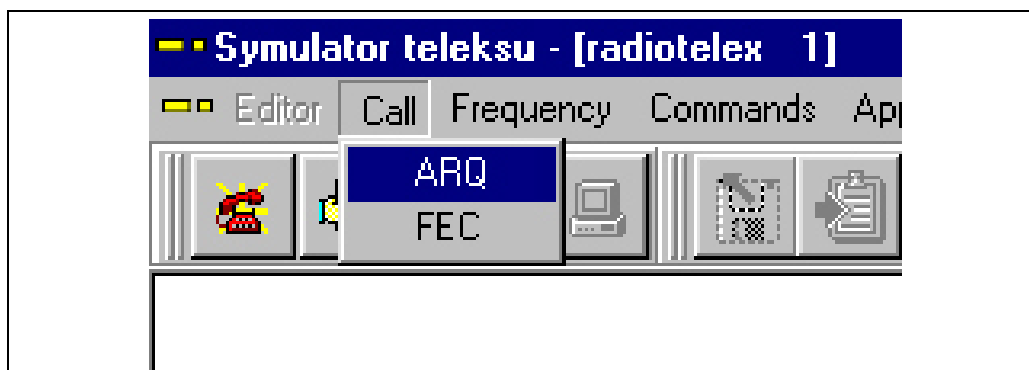 Symulator teleksu - [radiotelex 1]
Editor Call Frequency Commands
ARQ
FEC